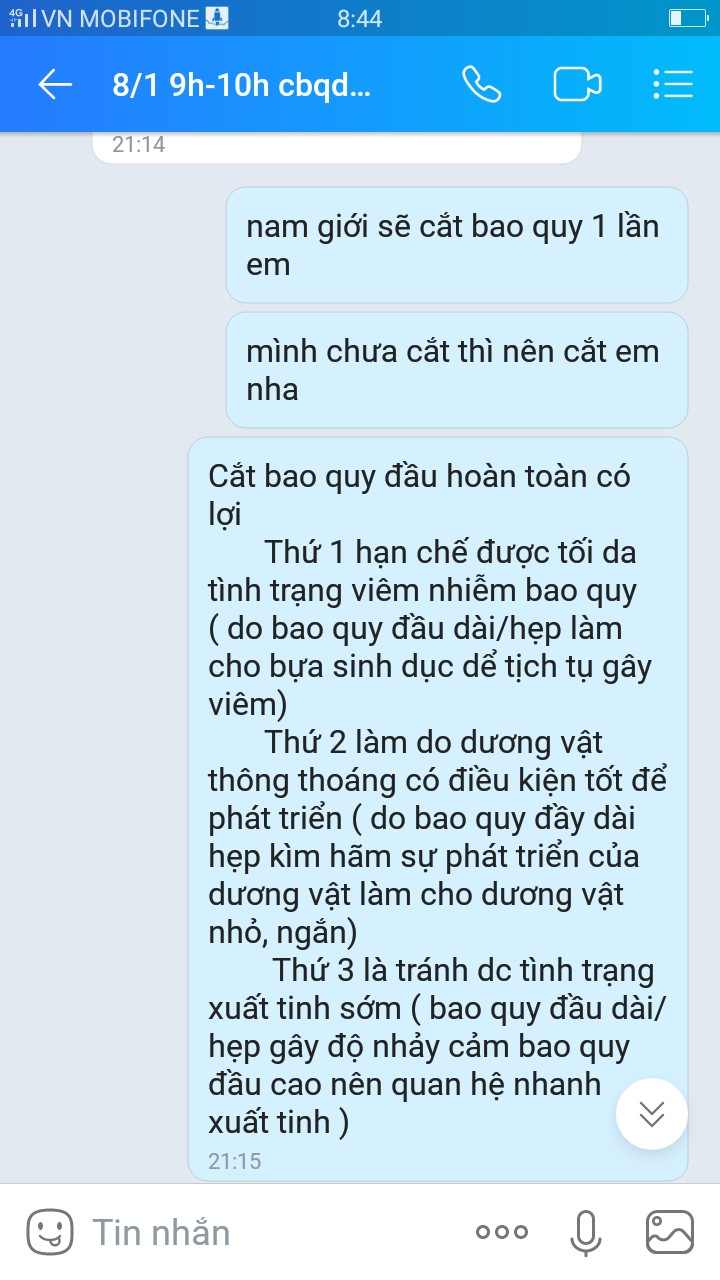 4G VN MOBIFONE 8:44
8/1 9h-10h cbqd...
21:14
nam giới sẽ cắt bao quy 1 lần
em
mình chưa cắt thì nên cắt em
nha
Cắt bao quy đầu hoàn toàn có
lợi
Thứ 1 hạn chế được tối da
tình trạng viêm nhiễm bao quy
( do bao quy đầu dài/hẹp làm
cho bựa sinh dục dể tịch tụ gây
viêm)
Thứ 2 làm do dương vật
thông thoáng có điều kiện tốt để
phát triển ( do bao quy đầy dài
hẹp kìm hãm sự phát triển của
dương vật làm cho dương vật
nhỏ, ngắn)
Thứ 3 là tránh dc tình trạng
xuất tinh sớm ( bao quy đầu dài/
hẹp gây độ nhảy cảm bao quy
đầu cao nên quan hệ nhanh
xuất tinh )
21:15
Tin nhắn